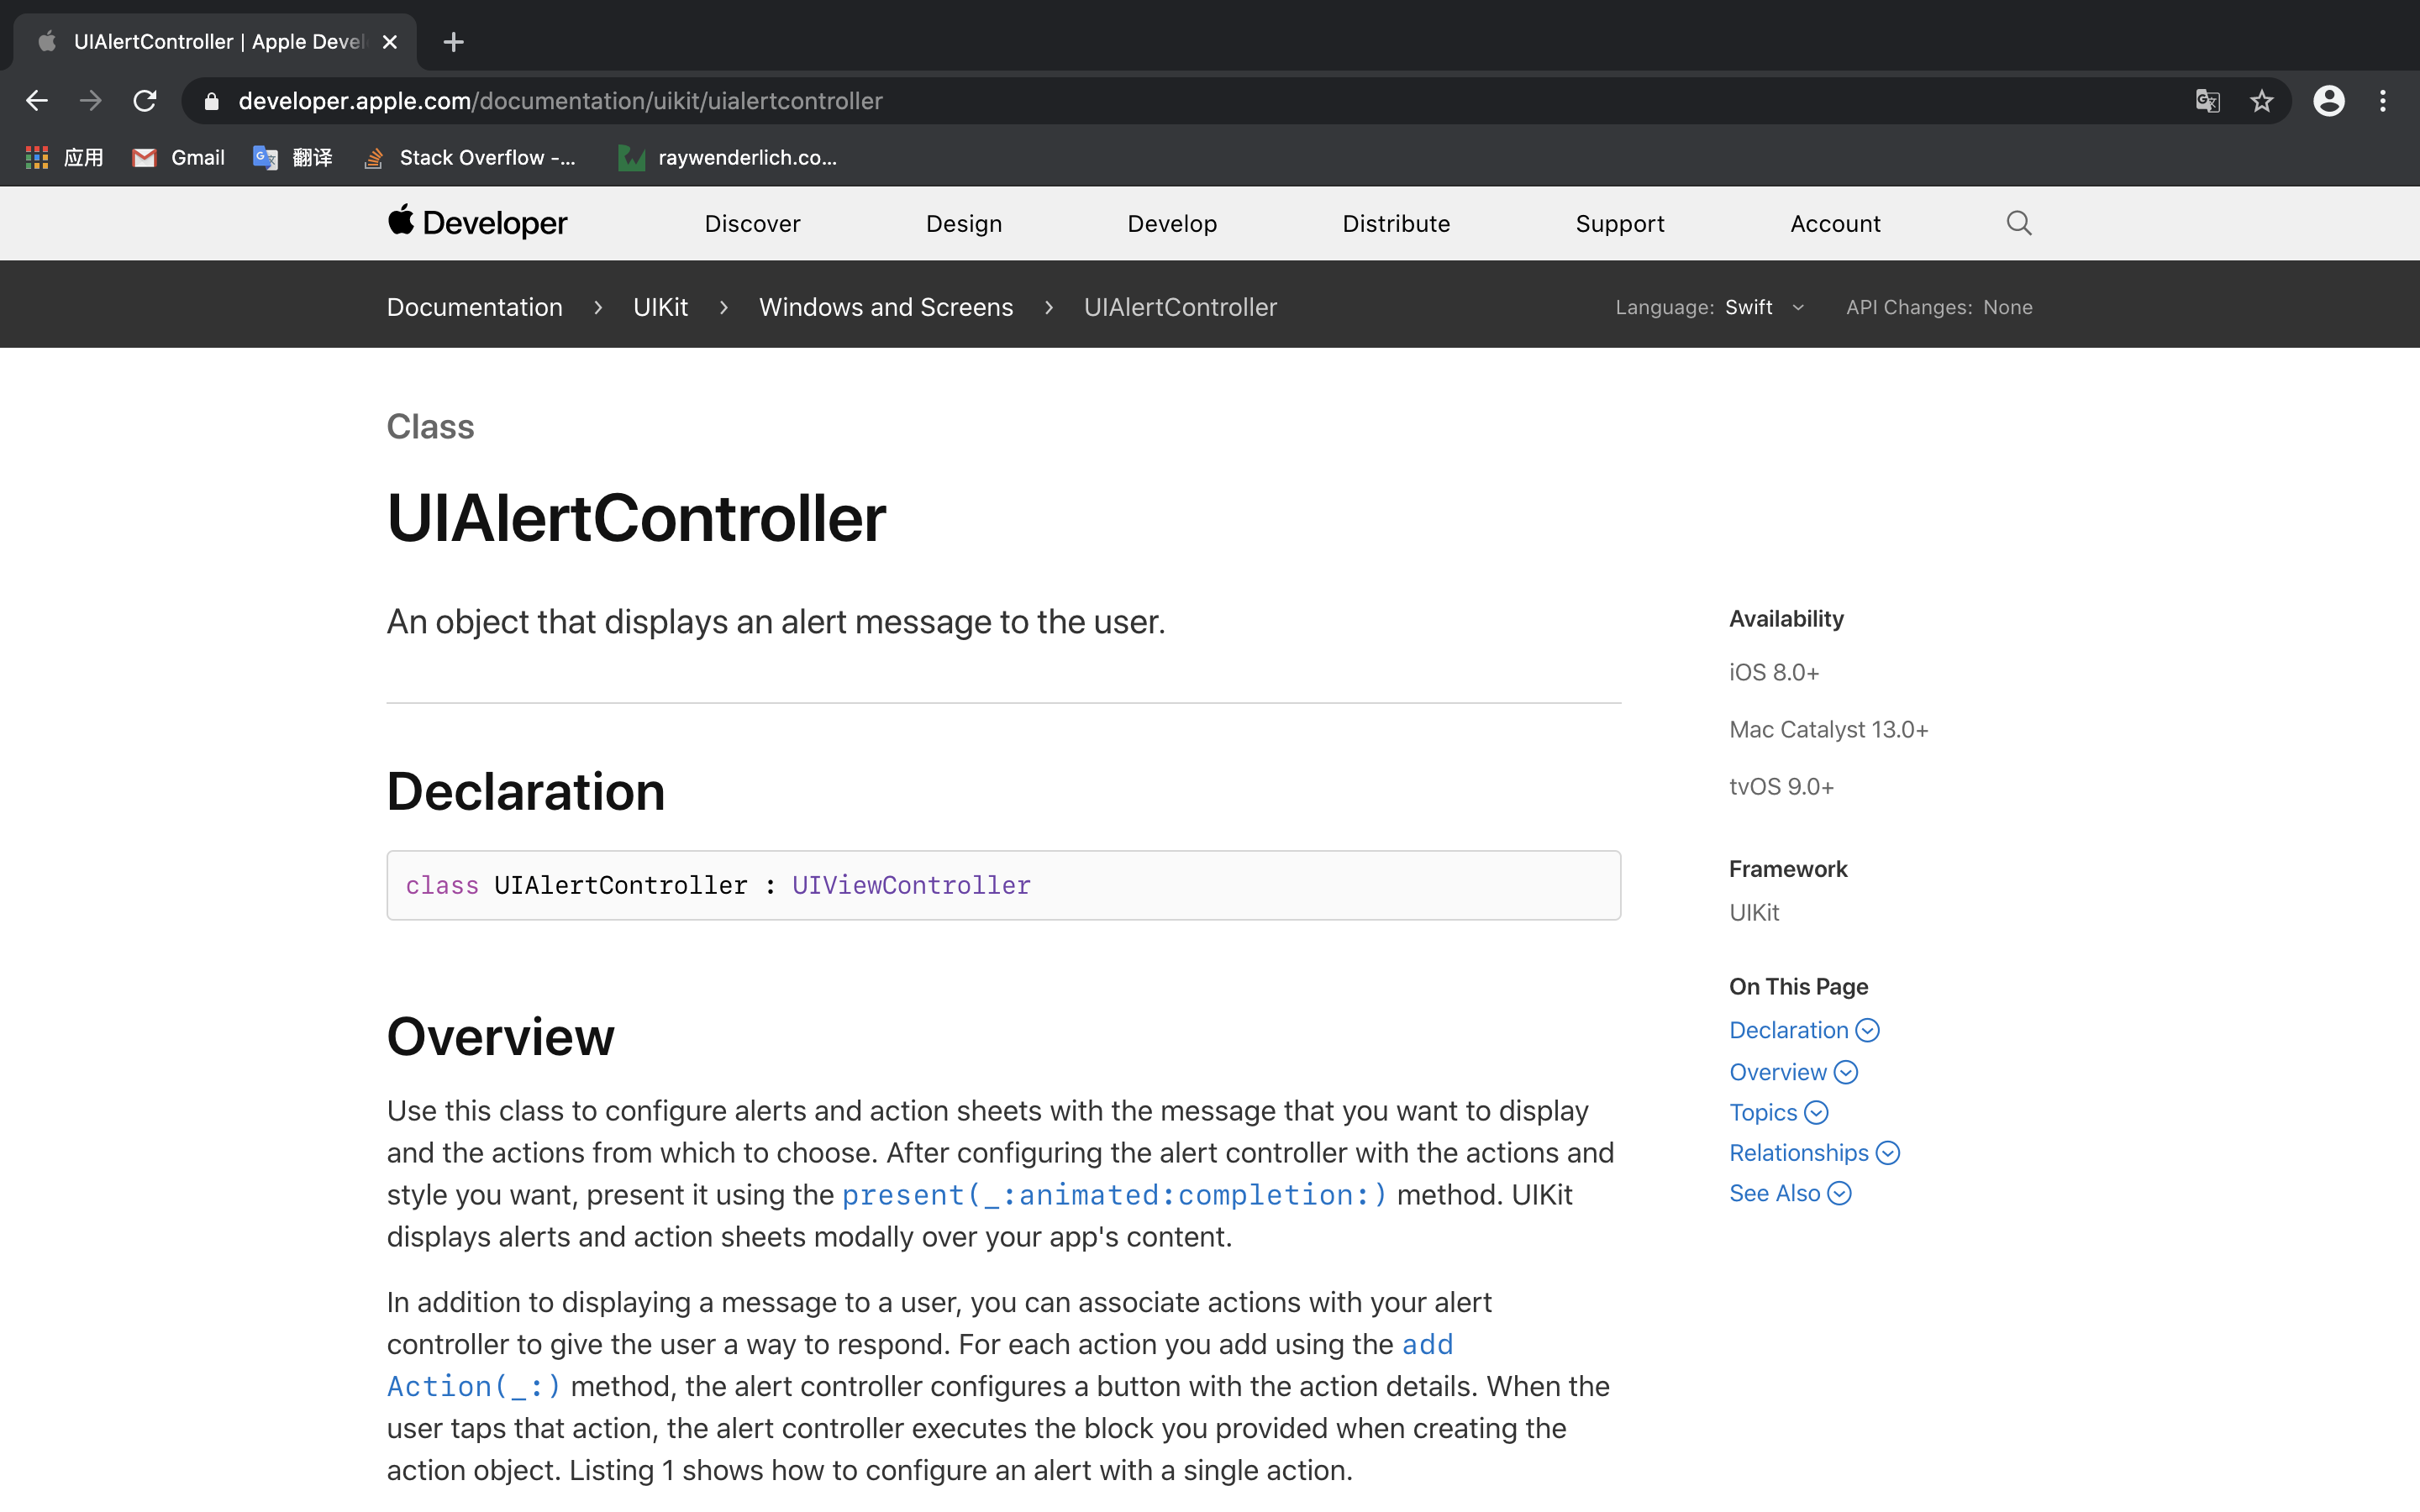 UIAlertController | Apple Devel
developer.apple.com/documentation/uikit/uialertcontroller
应用 Gmail 翻译 Stack Overflow -... raywenderlich.co...
Developer Discover Design Develop Distribute Support Account
Documentation > UIKit > Windows and Screens > UIAlertController Language: Swift API Changes: None
Class
UIAlertController
An object that displays an alert message to the user.
Declaration
class UIAlertController : UIViewController
Overview
Use this class to configure alerts and action sheets with the message that you want to display
and the actions from which to choose. After configuring the alert controller with the actions and
style you want, present it using the present(_:animated:completion:) method. UIKit
displays alerts and action sheets modally over your app's content.
In addition to displaying a message to a user, you can associate actions with your alert
controller to give the user a way to respond. For each action you add using the add
Action(_:) method, the alert controller configures a button with the action details. When the
user taps that action, the alert controller executes the block you provided when creating the
action object. Listing 1 shows how to configure an alert with a single action.
Availability
iOS 8.0+
Mac Catalyst 13.0+
tvOS 9.0+
Framework
UIKit
On This Page
Declaration
Overview
Topics
Relationships
See Also